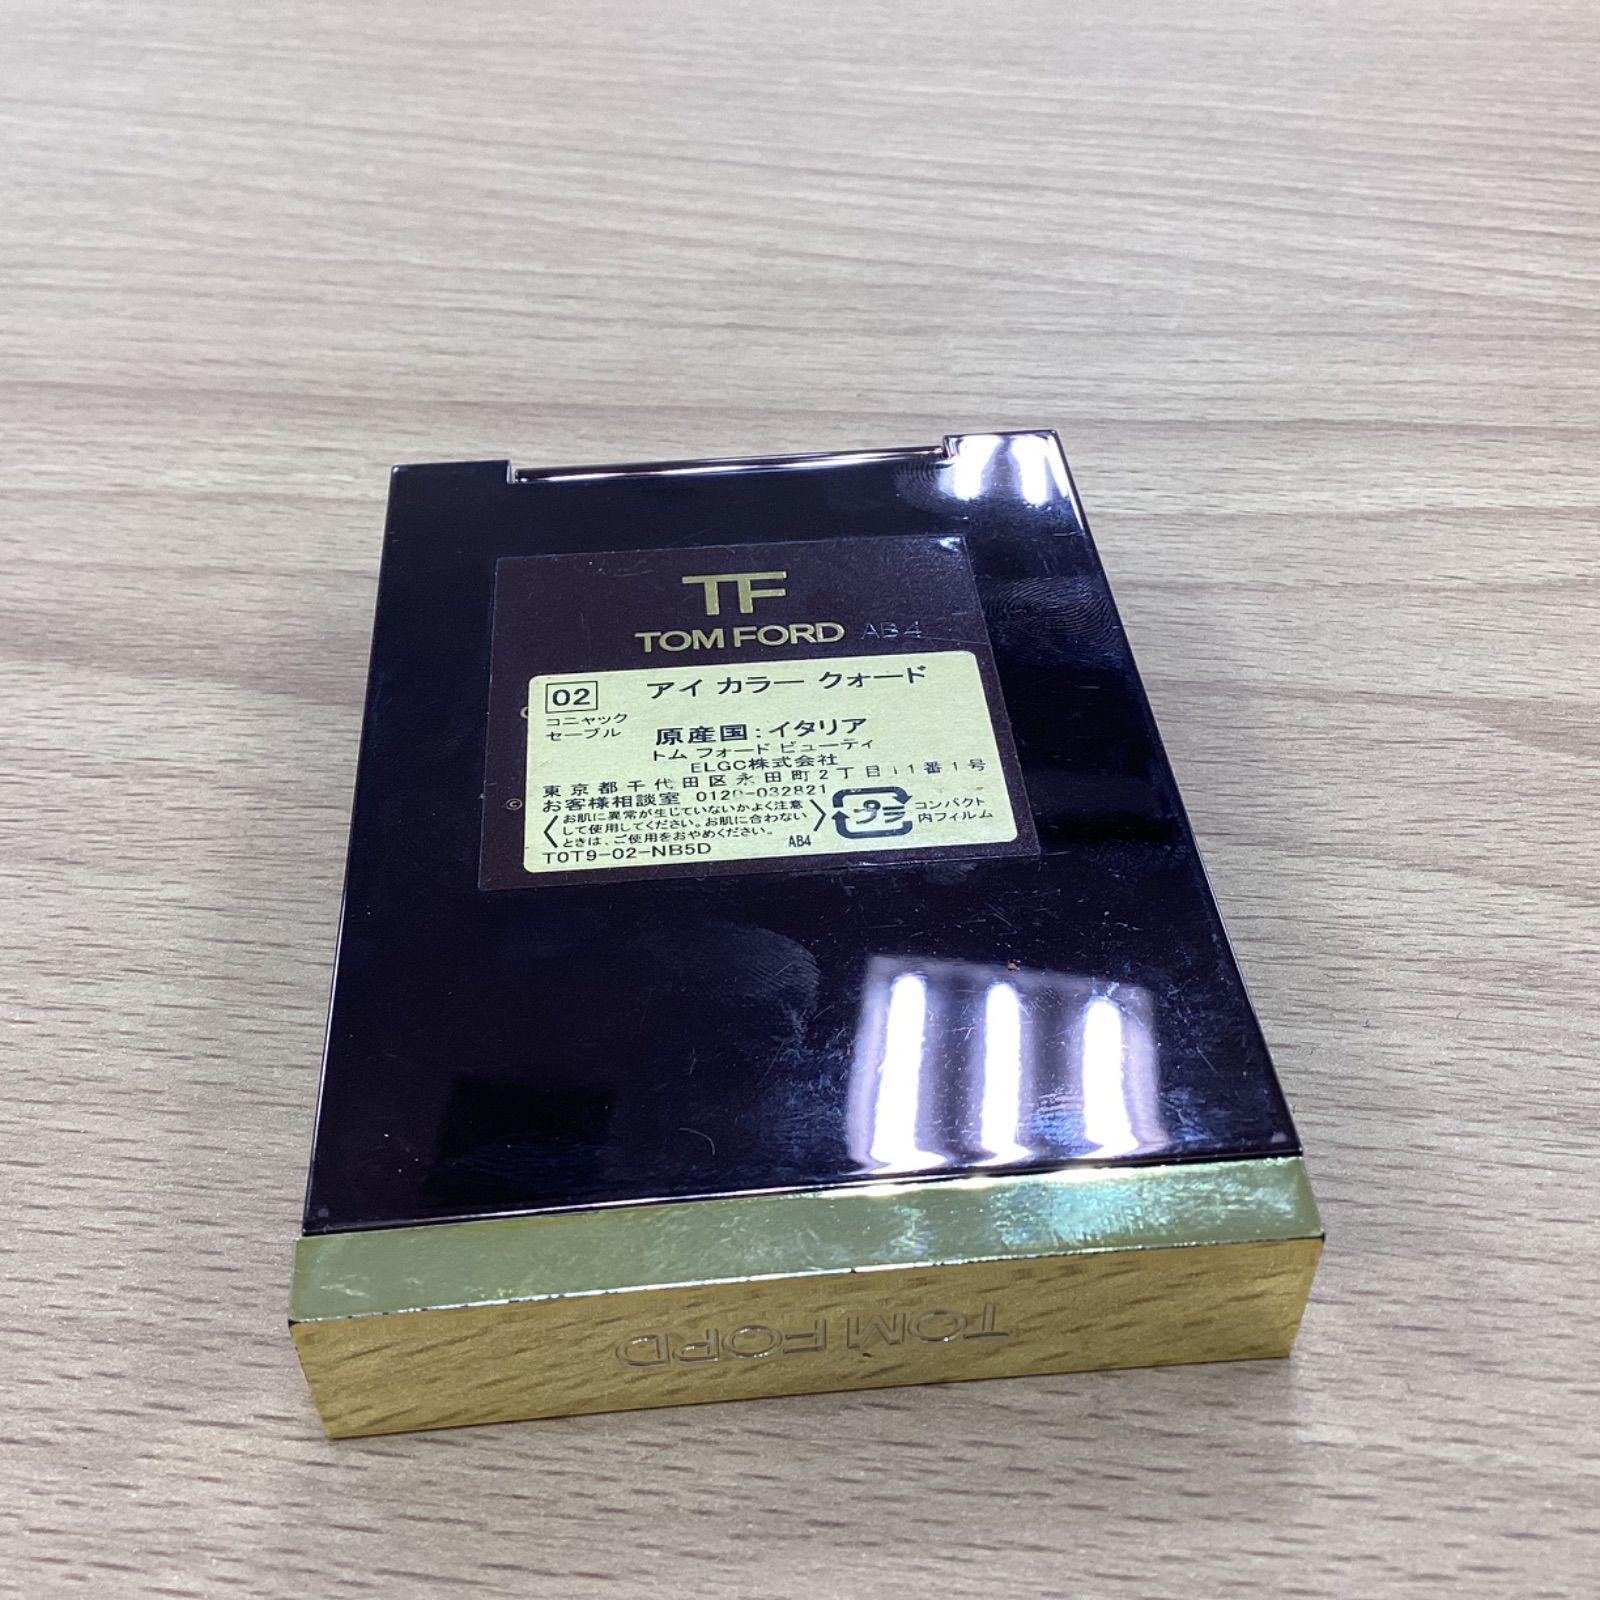 TF
TOM FORD AB4
02 アイ カラー クォード
コニャック
セーブル
原産国:イタリア
トム フォード ビューティ
ELGC株式会社
東京都千代田区永田町2丁目11番1号
お客様相談室 0120-032821
お肌に異常が生じていないかよく注意
して使用してください。お肌に合わない
ときは、ご使用をおやめください。
プラ
コンパクト
内フィルム
T0T9-02-NB5D AB4
TOM FORD